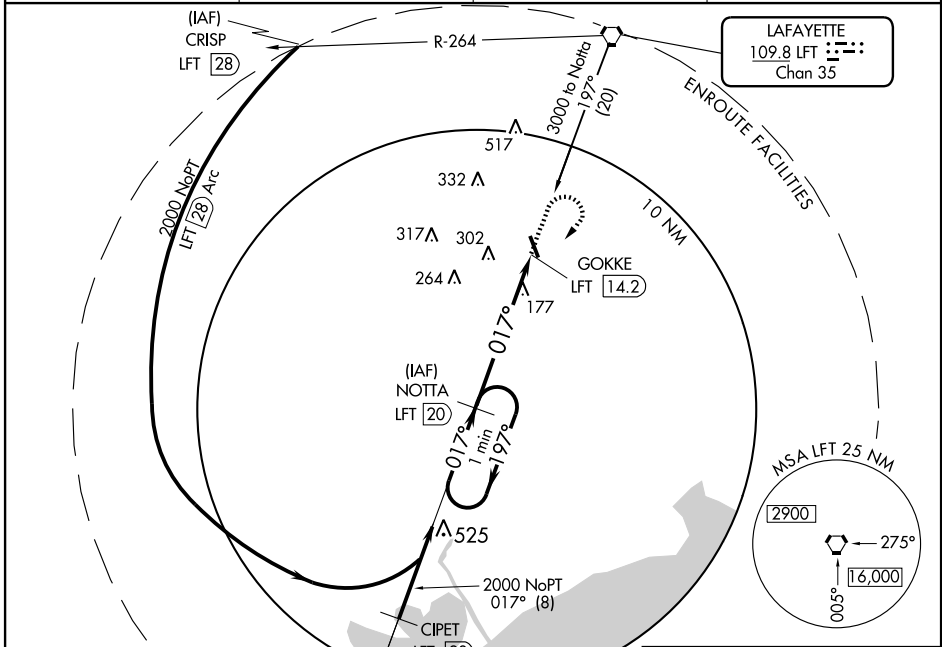 (IAF)
CRISP
LFT 28
R-264
LAFAYETTE
109.8 LFT
Chan 35
3000 to Notta
197°
(20)
ENROUTE FACILITIES
517
332
2000 NoPT
LFT 28 Arc
10 NM
317
302
264
GOKKE
LFT 14.2
177
017°
(IAF)
NOTTA
LFT 20
017°
1 min
197°
MSA LFT 25 NM
2900
275°
16,000
005°
525
2000 NoPT
017° (8)
CIPET